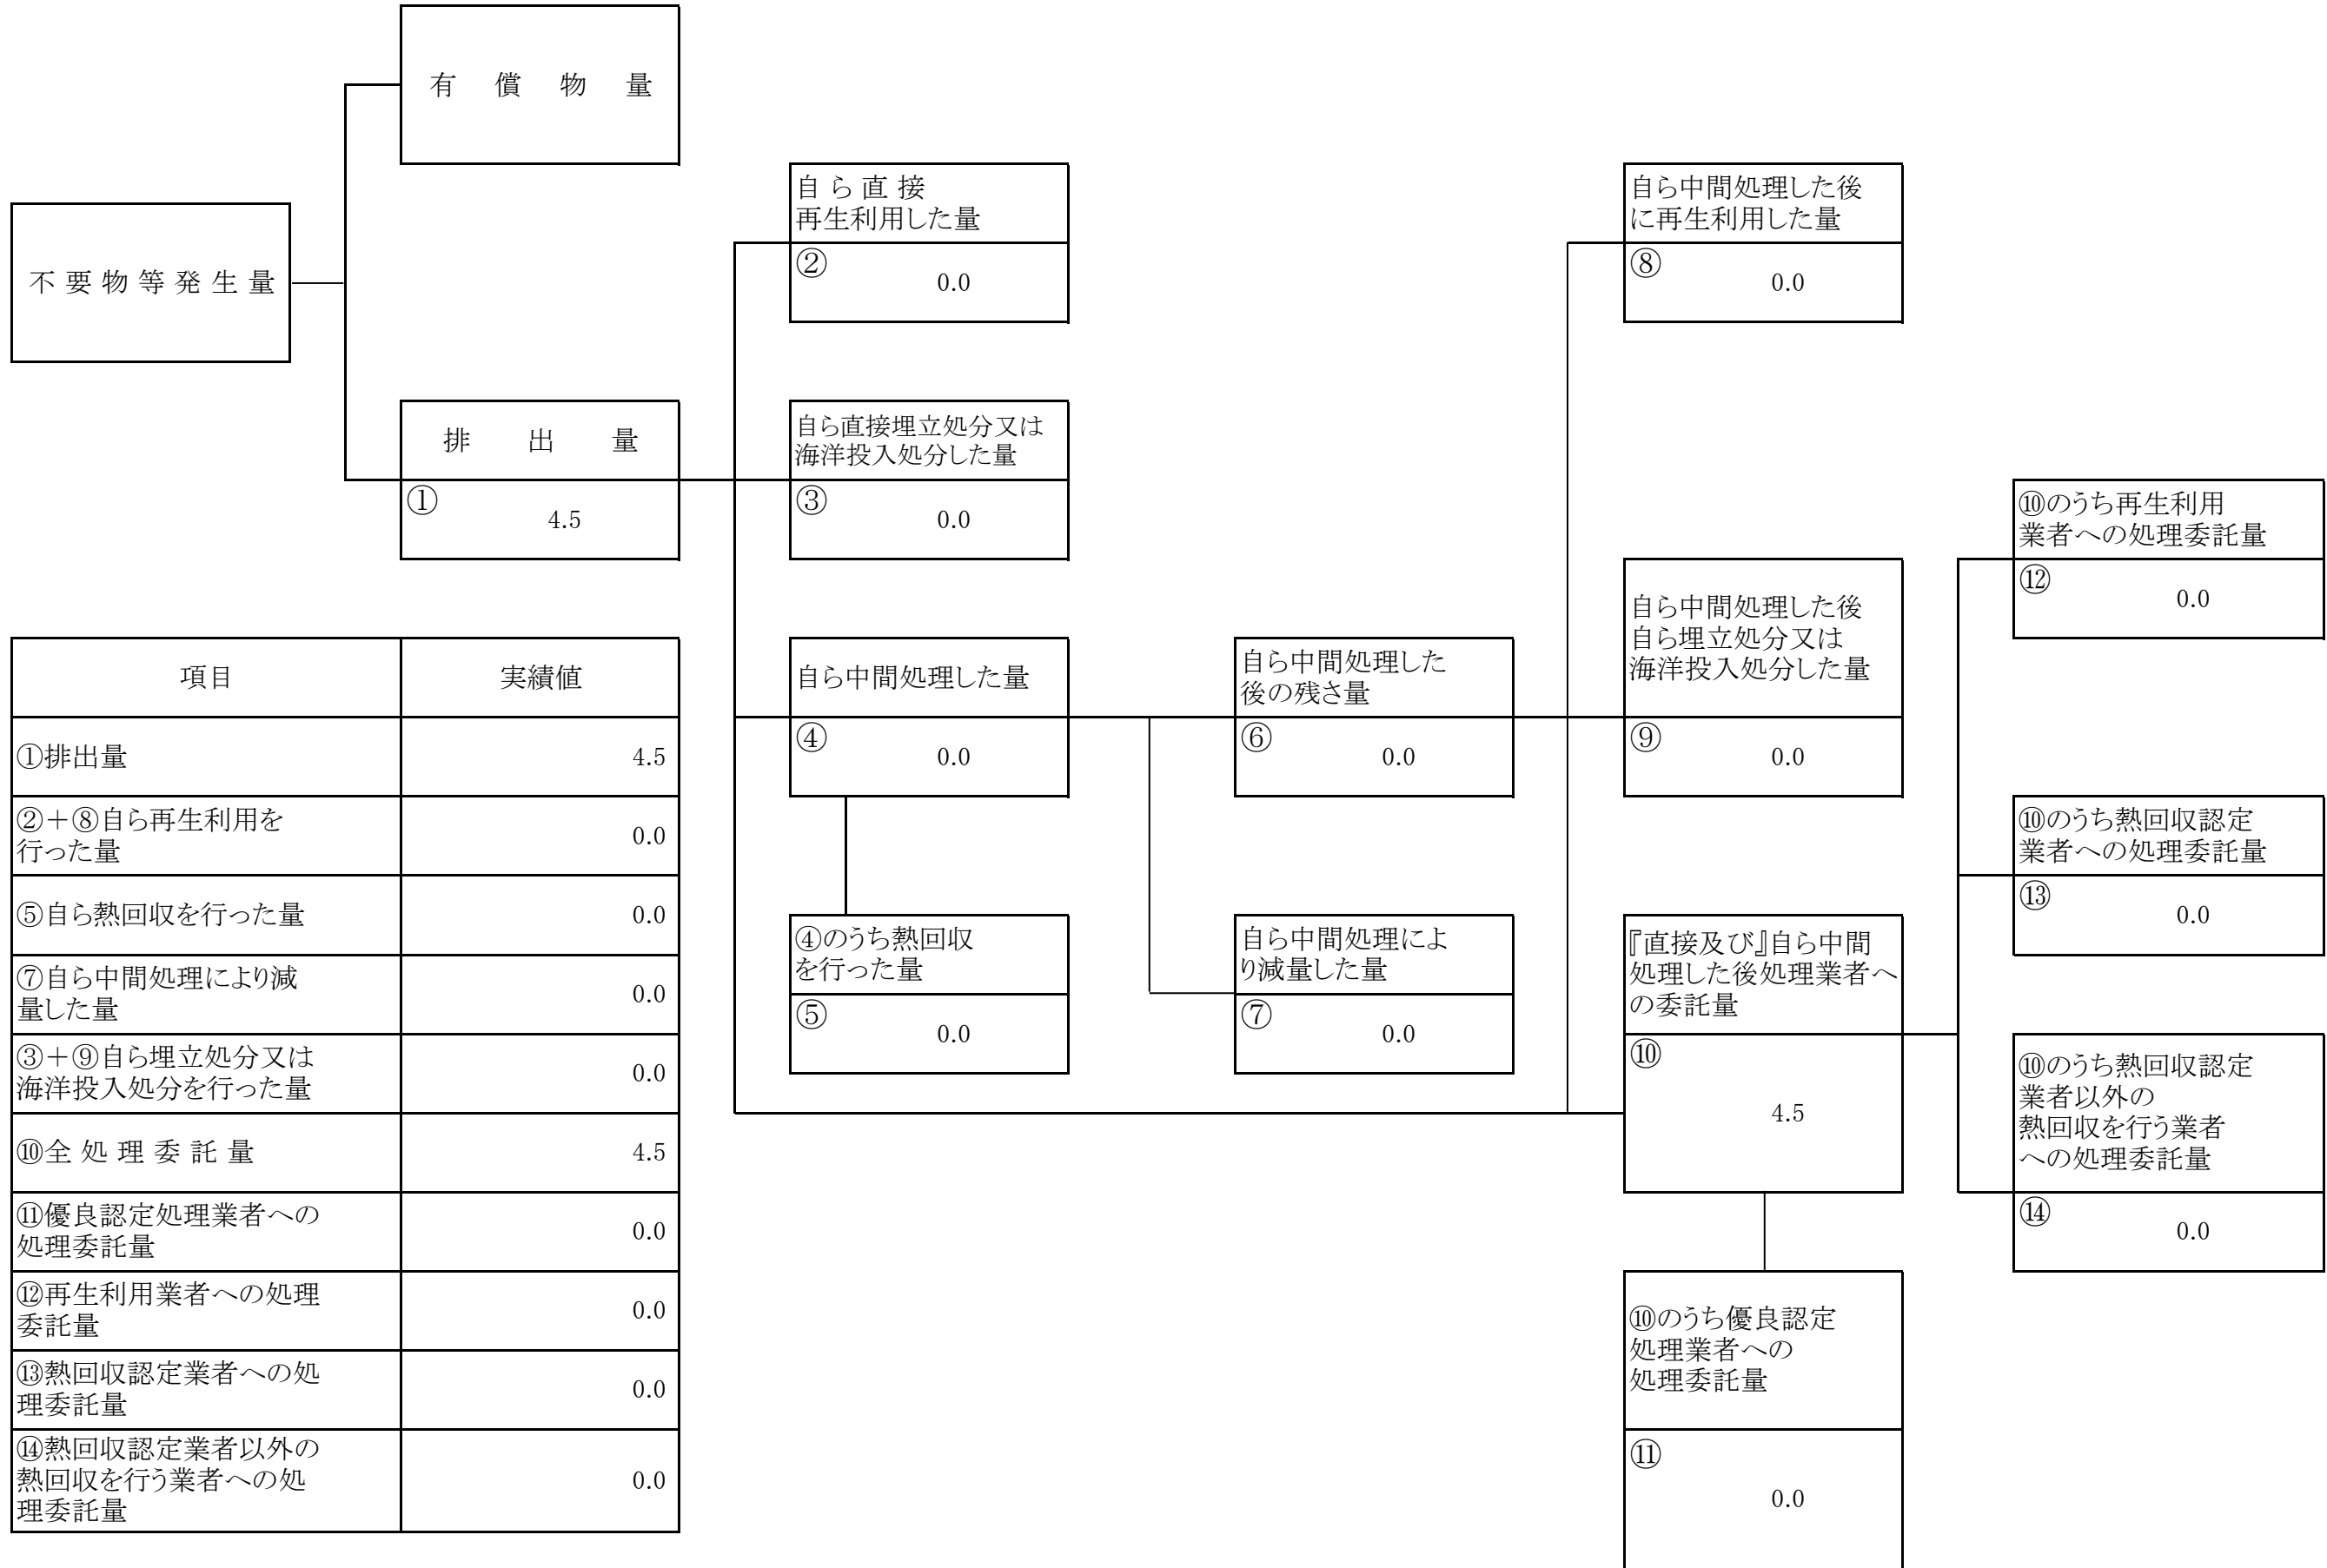 有償物量
不要物等発生量
排出量
①
4.5
自ら直接
再生利用した量
②
0.0
自ら直接埋立処分又は
海洋投入処分した量
③
0.0
自ら中間処理した量
④
0.0
④のうち熱回収
を行った量
⑤
0.0
自ら中間処理した
後の残さ量
⑥
0.0
自ら中間処理によ
り減量した量
⑦
0.0
自ら中間処理した後
に再生利用した量
⑧
0.0
自ら中間処理した後
自ら埋立処分又は
海洋投入処分した量
⑨
0.0
『直接及び』自ら中間
処理した後処理業者へ
の委託量
⑩
4.5
⑩のうち優良認定
処理業者への
処理委託量
⑪
0.0
⑩のうち再生利用
業者への処理委託量
⑫
0.0
⑩のうち熱回収認定
業者への処理委託量
⑬
0.0
⑩のうち熱回収認定
業者以外の
熱回収を行う業者
への処理委託量
⑭
0.0
項目 実績値
①排出量 4.5
②+⑧自ら再生利用を
行った量 0.0
⑤自ら熱回収を行った量 0.0
⑦自ら中間処理により減
量した量 0.0
③+⑨自ら埋立処分又は
海洋投入処分を行った量 0.0
⑩全処理委託量 4.5
⑪優良認定処理業者への
処理委託量 0.0
⑫再生利用業者への処理
委託量 0.0
⑬熱回収認定業者への処
理委託量 0.0
⑭熱回収認定業者以外の
熱回収を行う業者への処
理委託量 0.0